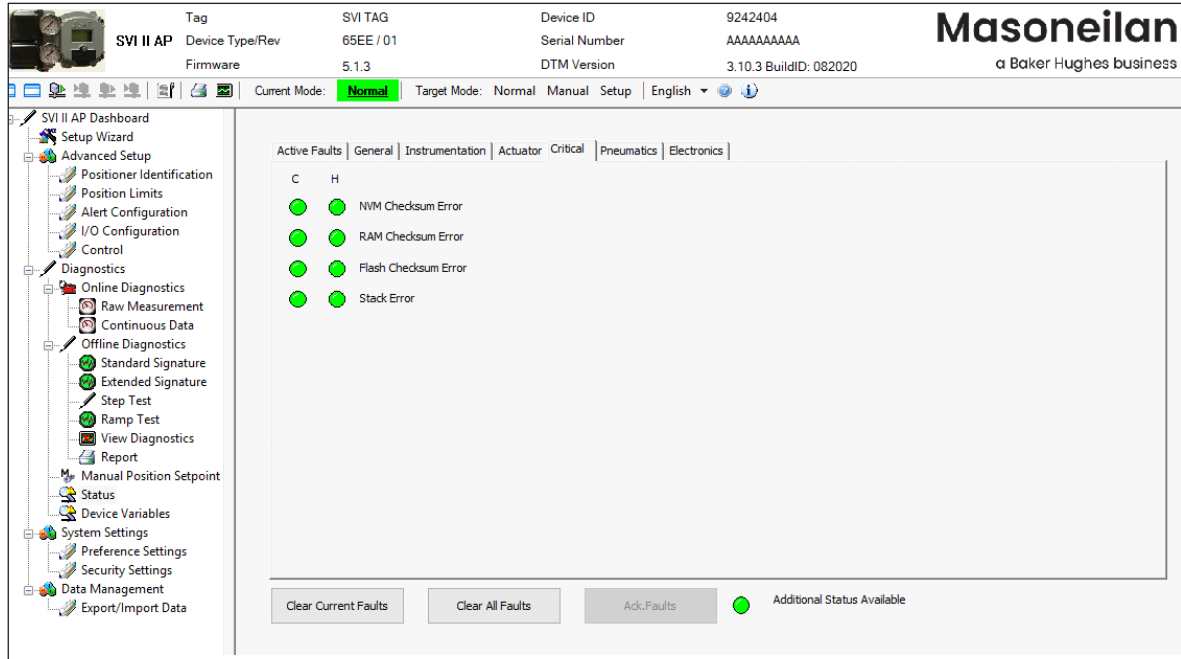 Tag SVI TAG Device ID 9242404
Masoneilan
SVI II AP Device Type/Rev 65EE / 01 Serial Number AAAAAAAAAA
Firmware 5.1.3 DTM Version 3.10.3 BuildID: 082020
a Baker Hughes business
Current Mode: Normal Target Mode: Normal Manual Setup English
SVI II AP Dashboard
Setup Wizard
Advanced Setup
Positioner Identification
Position Limits
Alert Configuration
I/O Configuration
Control
Diagnostics
Online Diagnostics
Raw Measurement
Continuous Data
Offline Diagnostics
Standard Signature
Extended Signature
Step Test
Ramp Test
View Diagnostics
Report
Manual Position Setpoint
Status
Device Variables
System Settings
Preference Settings
Security Settings
Data Management
Export/Import Data
Active Faults General Instrumentation Actuator Critical Pneumatics Electronics
C H
NVM Checksum Error
RAM Checksum Error
Flash Checksum Error
Stack Error
Clear Current Faults Clear All Faults Ack.Faults Additional Status Available